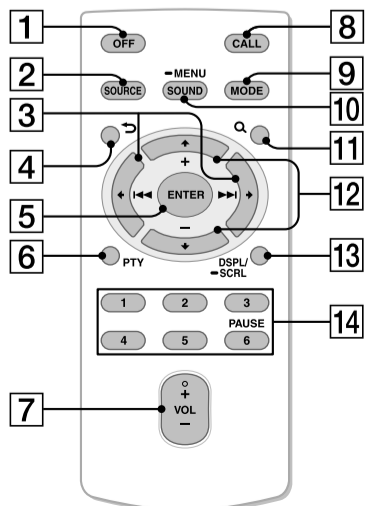 1
8
OFF
CALL
2
MENU
9
SOURCE
SOUND
MODE
10
3
4
11
+
ENTER
5
12
−
6
PTY
DSPL/
SCRL
13
1
2
3
PAUSE
14
4
5
6
7
+
VOL
−